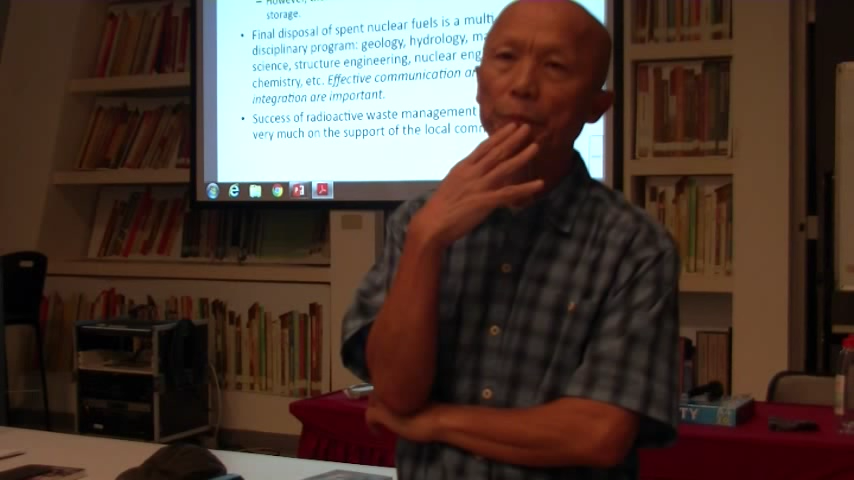 – However,
storage.
• Final disposal of spent nuclear fuels is a multi
disciplinary program: geology, hydrology, ma
science, structure engineering, nuclear eng
chemistry, etc. Effective communication an
integration are important.
• Success of radioactive waste management
very much on the support of the local comm
TY